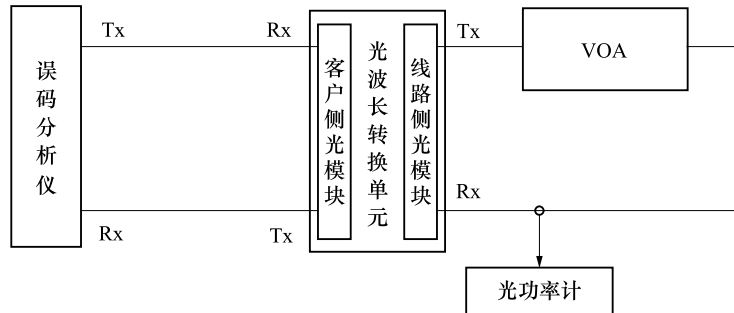 误码分析仪
Tx
Rx
Rx
Tx
客户侧光模块
光波长转换单元
线路侧光模块
Tx
Rx
VOA
光功率计